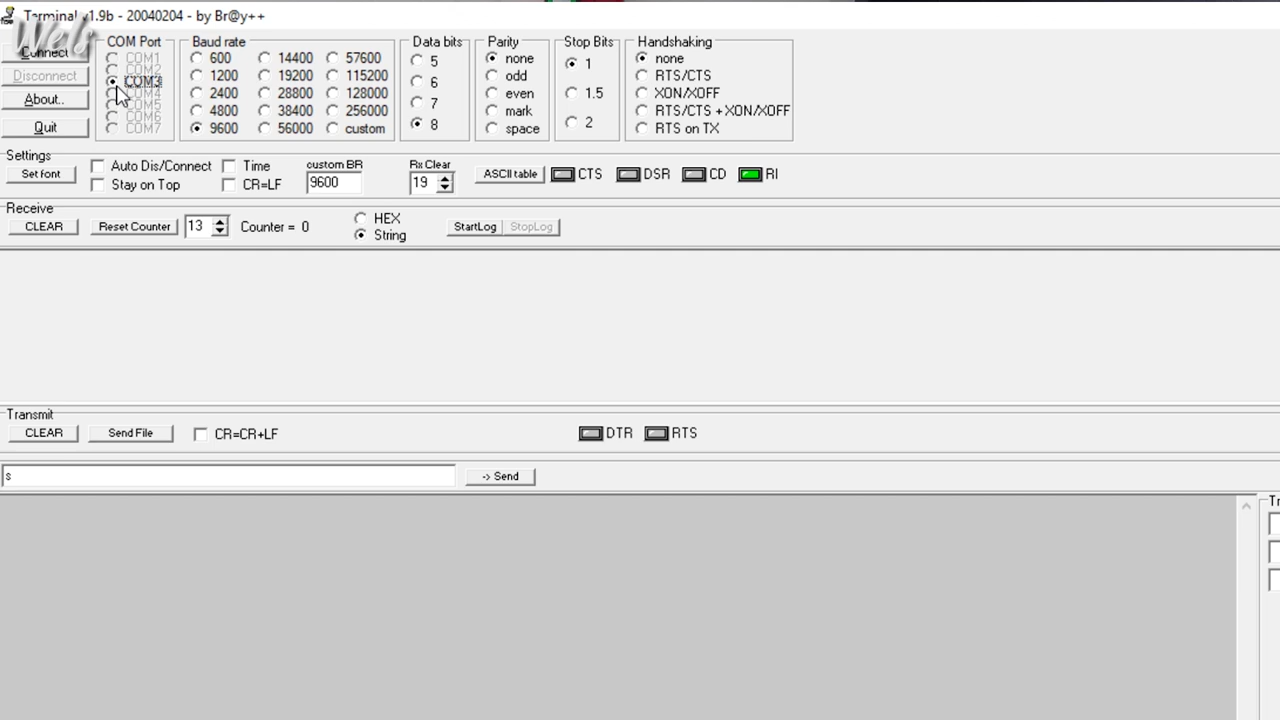 Terminal v1.9b - 20040204 - by Br@y++
Web
Connect
Disconnect
About..
Quit
COM Port
COM1
COM2
COM3
COM4
COM5
COM6
COM7
Baud rate
600 14400 57600
1200 19200 115200
2400 28800 128000
4800 38400 256000
9600 56000 custom
Data bits
5
6
7
8
Parity
none
odd
even
mark
space
Stop Bits
1
1.5
2
Handshaking
none
RTS/CTS
XON/XOFF
RTS/CTS + XON/XOFF
RTS on TX
Settings
Set font
Auto Dis/Connect Time
Stay on Top CR=LF
custom BR
9600
Rx Clear
19
ASCII table CTS DSR CD RI
Receive
CLEAR Reset Counter 13 Counter = 0
HEX
String
StartLog StopLog
Transmit
CLEAR Send File CR=CR+LF DTR RTS
s
-> Send